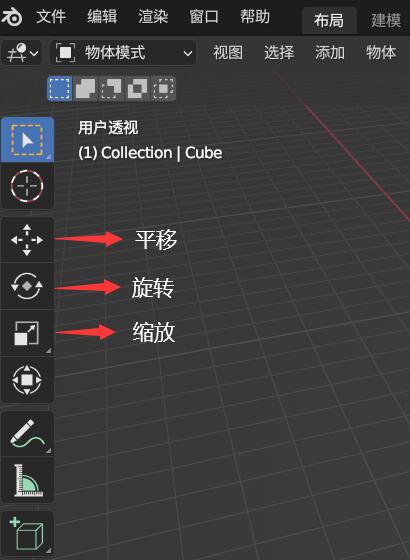 文件 编辑 渲染 窗口 帮助 布局 建模
物体模式 视图 选择 添加 物体
用户透视
(1) Collection | Cube
平移
旋转
缩放